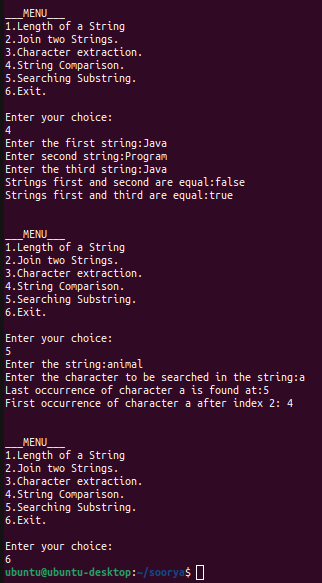 ___MENU___
1.Length of a String
2.Join two Strings.
3.Character extraction.
4.String Comparison.
5.Searching Substring.
6.Exit.
Enter your choice:
4
Enter the first string:Java
Enter second string:Program
Enter the third string:Java
Strings first and second are equal:false
Strings first and third are equal:true
___MENU___
1.Length of a String
2.Join two Strings.
3.Character extraction.
4.String Comparison.
5.Searching Substring.
6.Exit.
Enter your choice:
5
Enter the string:animal
Enter the character to be searched in the string:a
Last occurrence of character a is found at:5
First occurrence of character a after index 2: 4
___MENU___
1.Length of a String
2.Join two Strings.
3.Character extraction.
4.String Comparison.
5.Searching Substring.
6.Exit.
Enter your choice:
6
ubuntu@ubuntu-desktop:~/soorya$